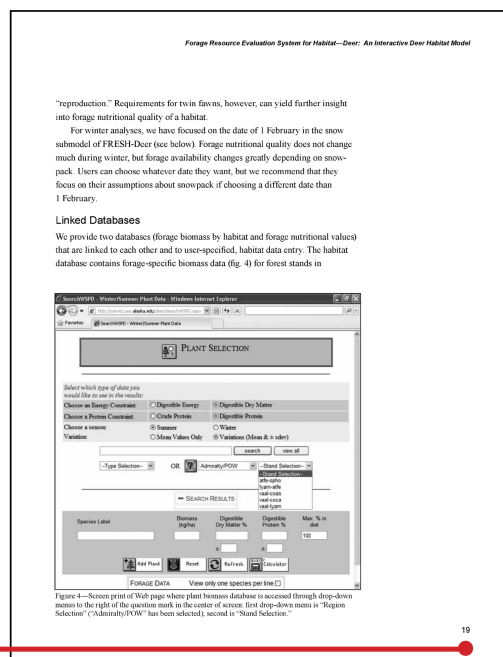 Forage Resource Evaluation System for Habitat—Deer: An Interactive Deer Habitat Model
“reproduction.” Requirements for twin fawns, however, can yield further insight
into forage nutritional quality of a habitat.
For winter analyses, we have focused on the date of 1 February in the snow
submodel of FRESH-Deer (see below). Forage nutritional quality does not change
much during winter, but forage availability changes greatly depending on snow-
pack. Users can choose whatever date they want, but we recommend that they
focus on their assumptions about snowpack if choosing a different date than
1 February.
Linked Databases
We provide two databases (forage biomass by habitat and forage nutritional values)
that are linked to each other and to user-specified, habitat data entry. The habitat
database contains forage-specific biomass data (fig. 4) for forest stands in
SearchWSPD - Winter/Summer Plant Data - Windows Internet Explorer
Favorites SearchWSPD - Winter/Summer Plant Data
PLANT SELECTION
Select which type of data you
would like to see in the results:
Choose an Energy Constraint: Digestible Energy Digestible Dry Matter
Choose a Protein Constraint: Crude Protein Digestible Protein
Choose a season: Summer Winter
Variation: Mean Values Only Variations (Mean & ± sdev)
search view all
--Type Selection-- OR ? Admiralty/POW --Stand Selection--
--Stand Selection--
atfe-spho
lyam-atfe
vaal-coas
vaal-coca
vaal-lyam
SEARCH RESULTS
Species Label Biomass (kg/ha) Digestible Dry Matter % Digestible Protein % Max. % in diet
100
± ±
Add Plant Reset Refresh Calculator
FORAGE DATA View only one species per line
Figure 4—Screen print of Web page where plant biomass database is accessed through drop-down
menus to the right of the question mark in the center of screen: first drop-down menu is “Region
Selection” (“Admiralty/POW” has been selected); second is “Stand Selection.”
19